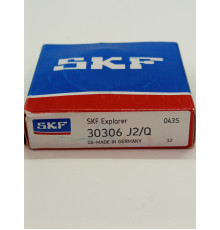 SKF
SKF
SKF Explorer 0435
30306 J2/Q
SA-MADE IN GERMANY 32